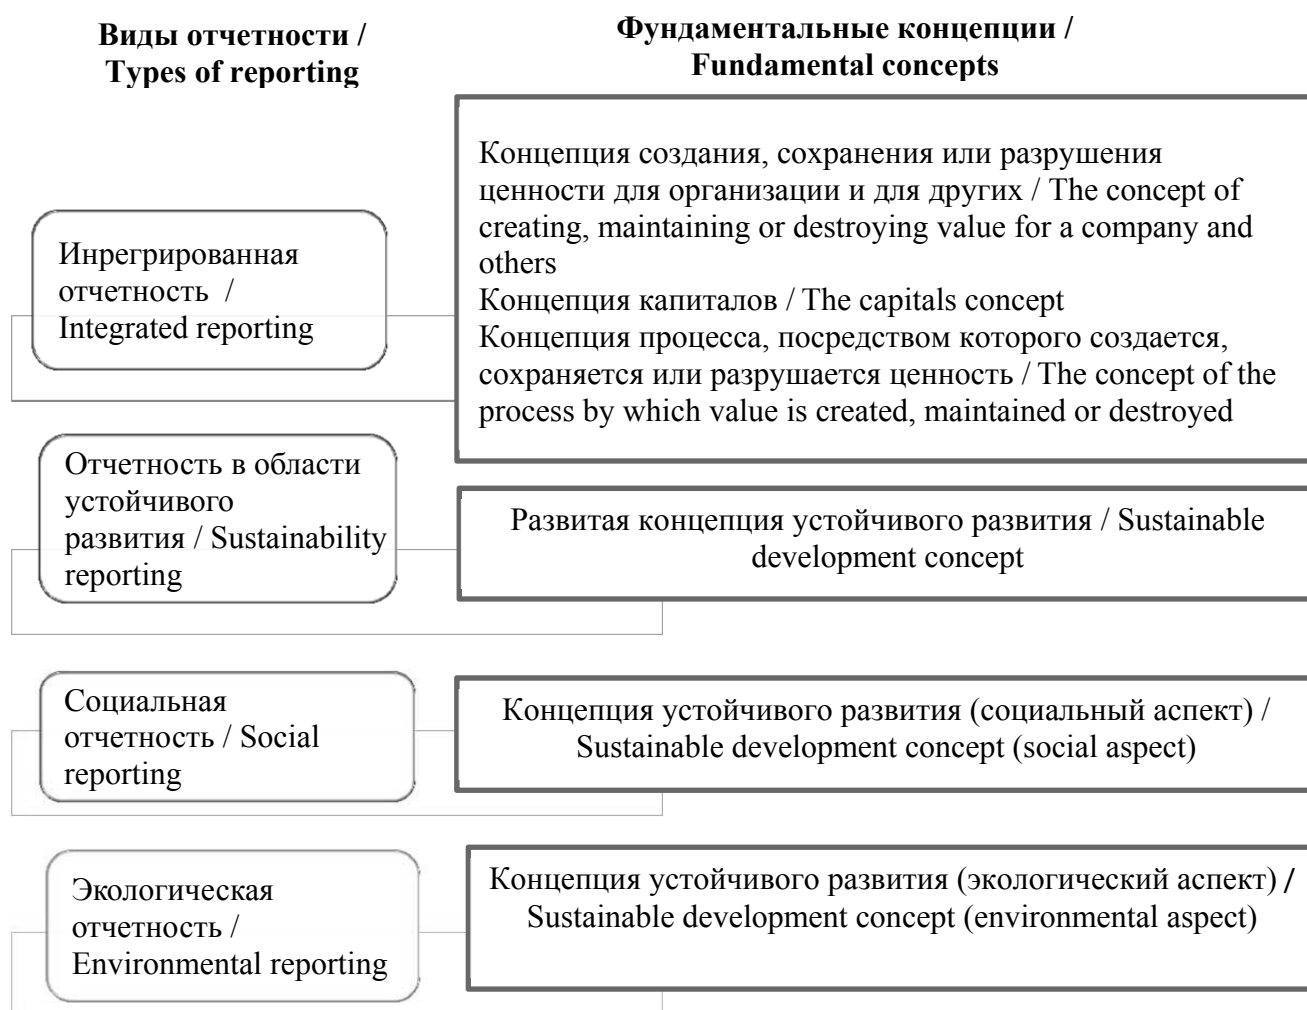 Виды отчетности /
Types of reporting
Фундаментальные концепции /
Fundamental concepts
Инрегрированная
отчетность /
Integrated reporting
Концепция создания, сохранения или разрушения
ценности для организации и для других / The concept of
creating, maintaining or destroying value for a company and
others
Концепция капиталов / The capitals concept
Концепция процесса, посредством которого создается,
сохраняется или разрушается ценность / The concept of the
process by which value is created, maintained or destroyed
Отчетность в области
устойчивого
развития / Sustainability
reporting
Развитая концепция устойчивого развития / Sustainable
development concept
Социальная
отчетность / Social
reporting
Концепция устойчивого развития (социальный аспект) /
Sustainable development concept (social aspect)
Экологическая
отчетность /
Environmental reporting
Концепция устойчивого развития (экологический аспект) /
Sustainable development concept (environmental aspect)